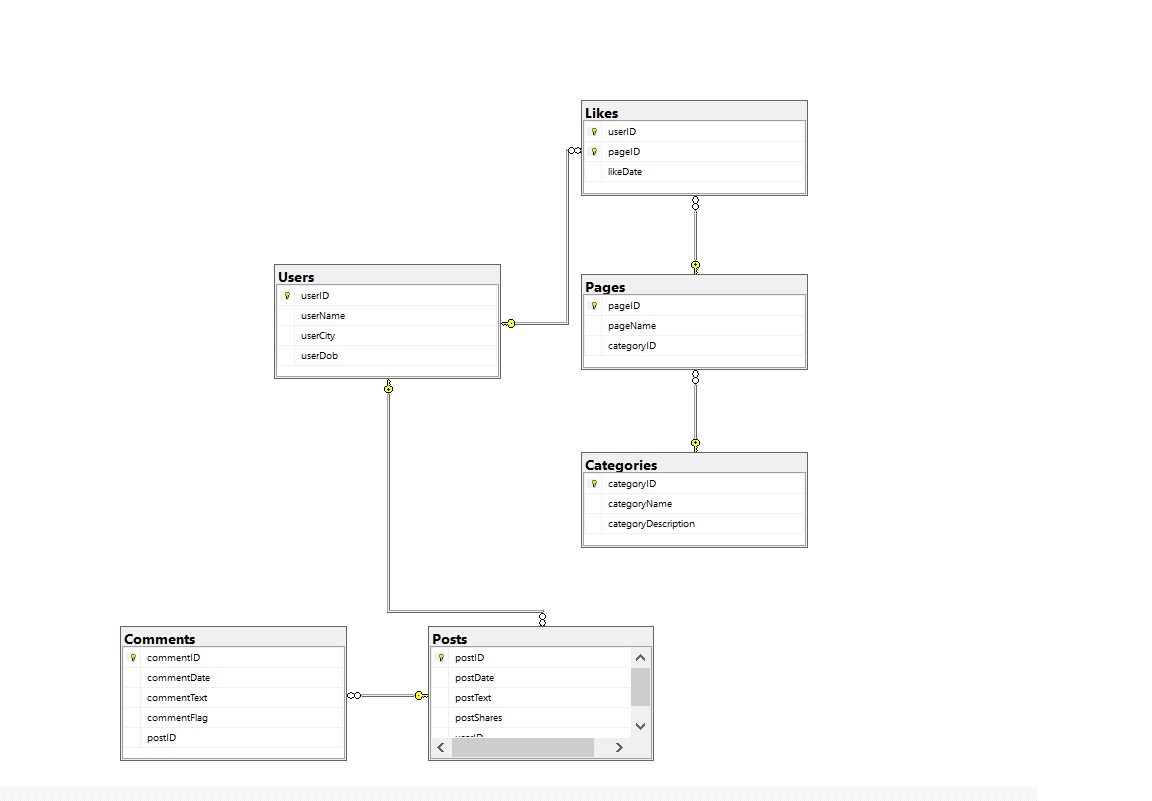 Likes
userID
pageID
likeDate
Users
userID
userName
userCity
userDob
Pages
pageID
pageName
categoryID
Categories
categoryID
categoryName
categoryDescription
Comments
commentID
commentDate
commentText
commentFlag
postID
Posts
postID
postDate
postText
postShares
userID